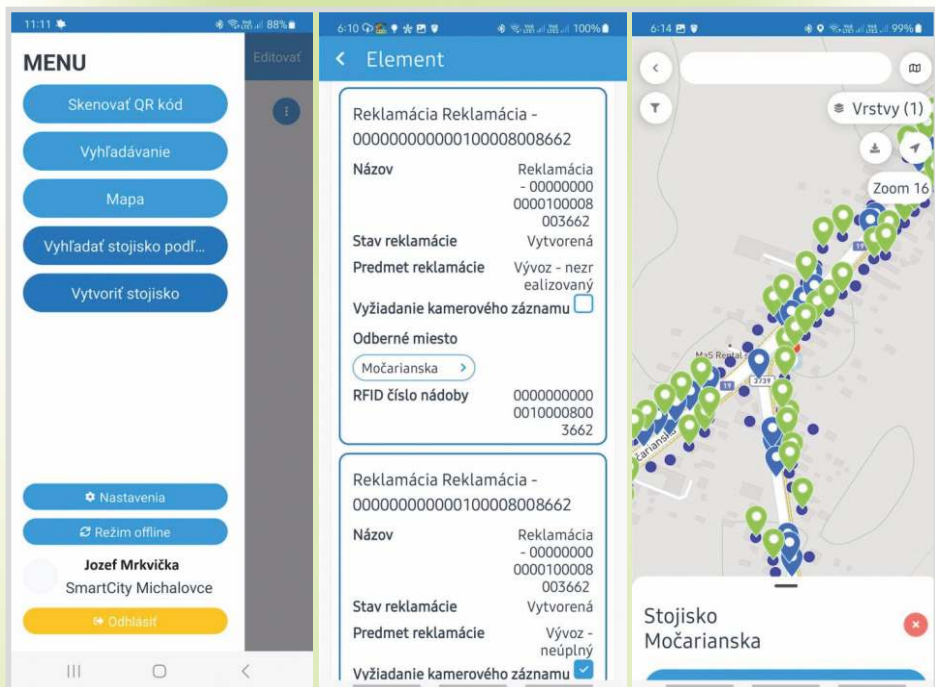 11:11
88%
MENU
Editovať
Skenovať QR kód
Vyhľadávanie
Mapa
Vyhľadať stojisko podľ...
Vytvoriť stojisko
Nastavenia
Režim offline
Jozef Mrkvička
SmartCity Michalovce
Odhlásiť
6:10
100%
Element
Reklamácia Reklamácia -
000000000000100008008662
Názov
Reklamácia
- 00000000
0000100008
003662
Stav reklamácie
Vytvorená
Predmet reklamácie
Vývoz - nezr
ealizovaný
Vyžiadanie kamerového záznamu
Odberné miesto
Močarianska
RFID číslo nádoby
0000000000
0010000800
3662
Reklamácia Reklamácia -
000000000000100008008662
Názov
Reklamácia
- 00000000
0000100008
003662
Stav reklamácie
Vytvorená
Predmet reklamácie
Vývoz -
neúplný
Vyžiadanie kamerového záznamu
6:14
99%
Vrstvy (1)
Zoom 16
19
MaS Rental
19
3739
Stojisko
Močarianska